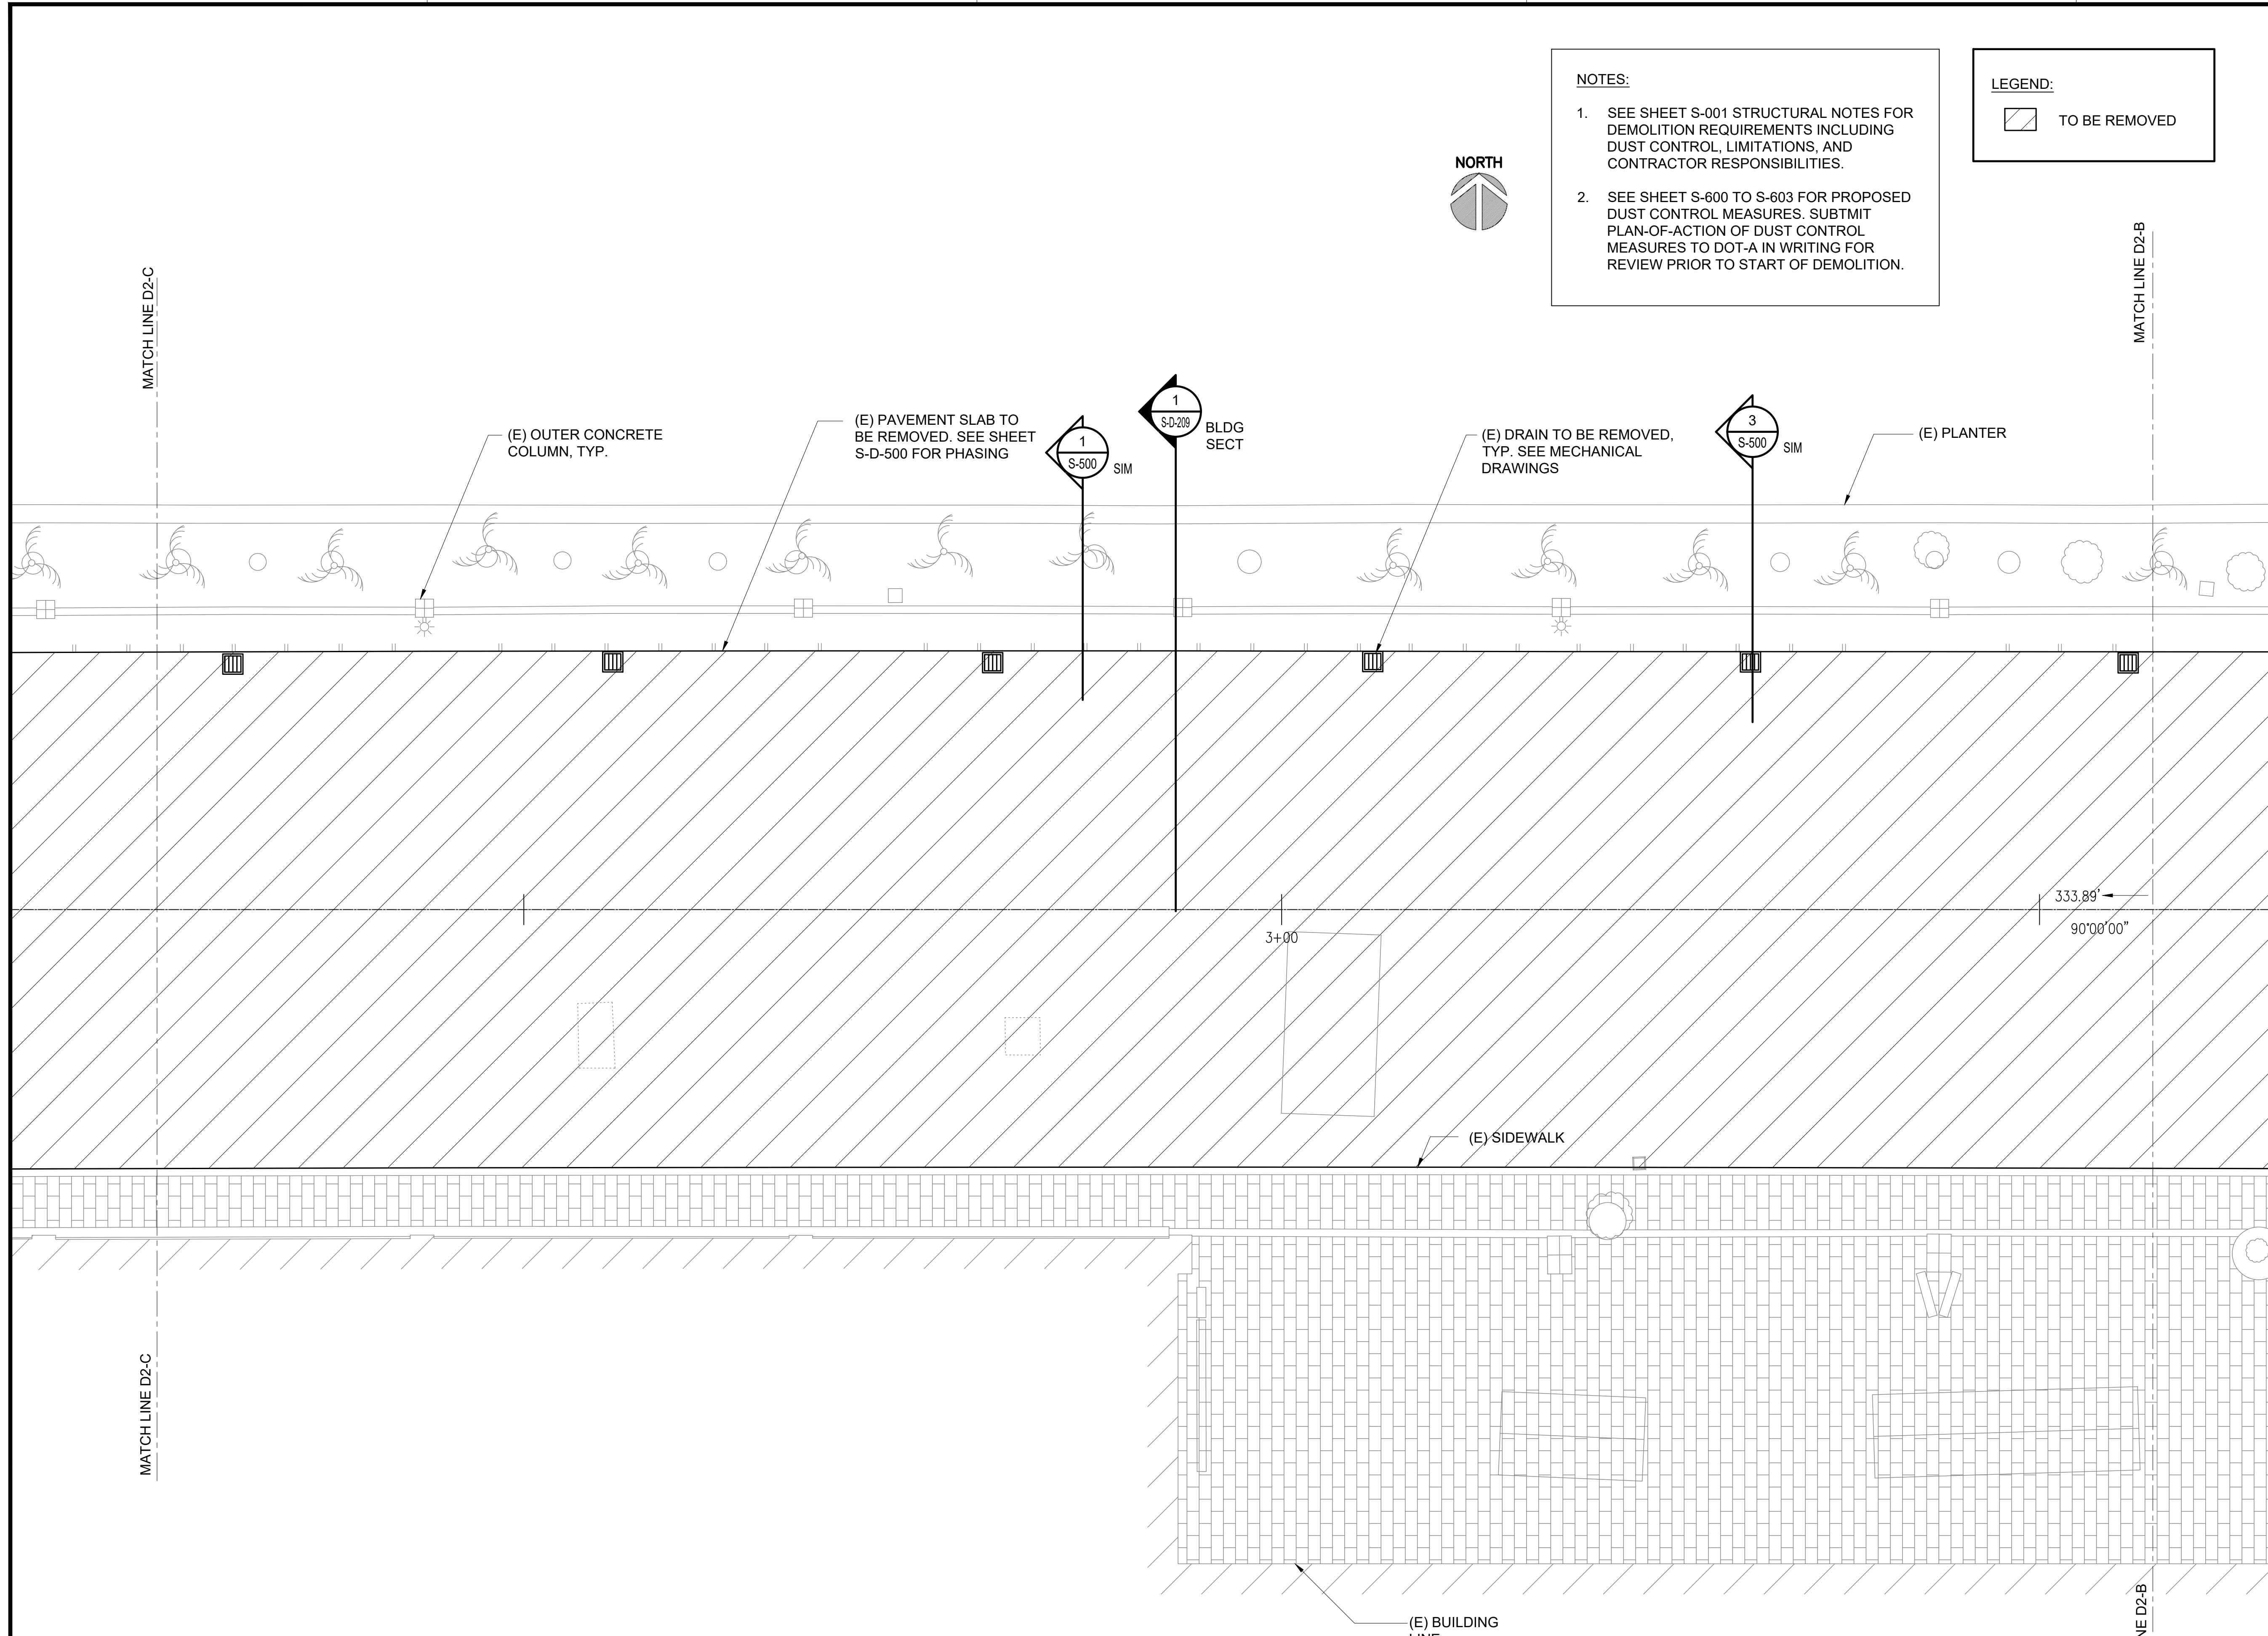 NOTES:
1. SEE SHEET S-001 STRUCTURAL NOTES FOR
DEMOLITION REQUIREMENTS INCLUDING
DUST CONTROL, LIMITATIONS, AND
CONTRACTOR RESPONSIBILITIES.
2. SEE SHEET S-600 TO S-603 FOR PROPOSED
DUST CONTROL MEASURES. SUBTMIT
PLAN-OF-ACTION OF DUST CONTROL
MEASURES TO DOT-A IN WRITING FOR
REVIEW PRIOR TO START OF DEMOLITION.
LEGEND:
TO BE REMOVED
NORTH
MATCH LINE D2-C
MATCH LINE D2-B
(E) OUTER CONCRETE
COLUMN, TYP.
(E) PAVEMENT SLAB TO
BE REMOVED. SEE SHEET
S-D-500 FOR PHASING
1
S-500
SIM
1
S-D-209
BLDG
SECT
(E) DRAIN TO BE REMOVED,
TYP. SEE MECHANICAL
DRAWINGS
3
S-500
SIM
(E) PLANTER
333.89'
90°00'00"
3+00
(E) SIDEWALK
MATCH LINE D2-C
(E) BUILDING
NE D2-B